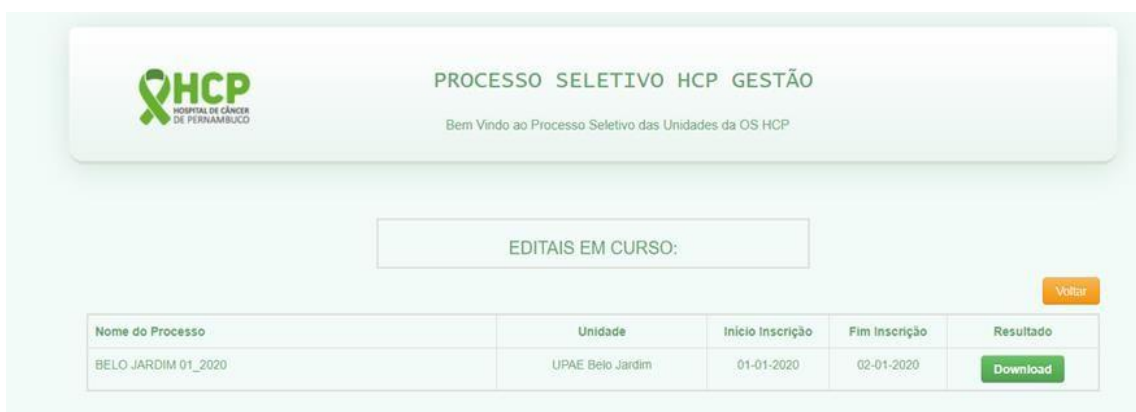 HCP
HOSPITAL DE CÂNCER
DE PERNAMBUCO
PROCESSO SELETIVO HCP GESTÃO
Bem Vindo ao Processo Seletivo das Unidades da OS HCP
EDITAIS EM CURSO:
Voltar
Nome do Processo Unidade Início Inscrição Fim Inscrição Resultado
BELO JARDIM 01_2020 UPAE Belo Jardim 01-01-2020 02-01-2020 Download